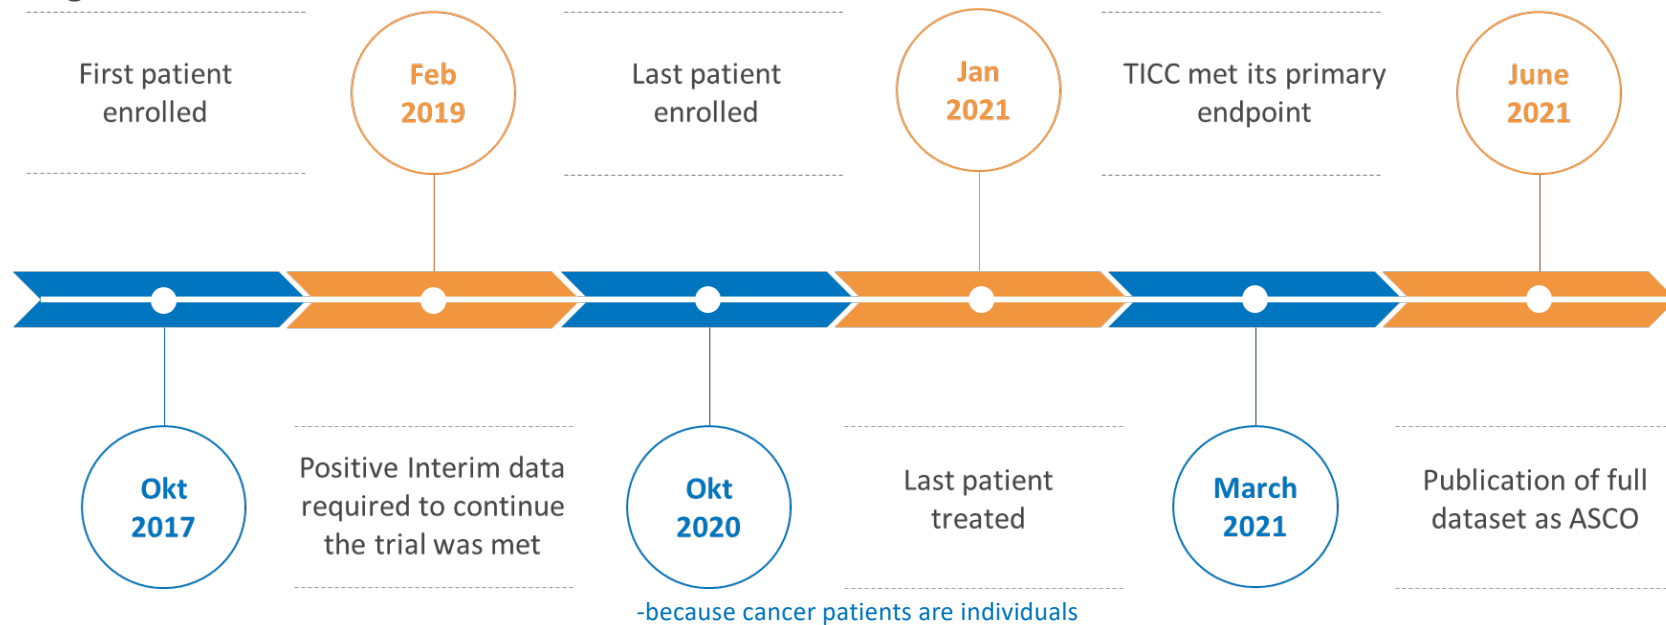 First patient
enrolled
Feb
2019
Last patient
enrolled
Jan
2021
TICC met its primary
endpoint
June
2021
Okt
2017
Positive Interim data
required to continue
the trial was met
Okt
2020
Last patient
treated
March
2021
Publication of full
dataset as ASCO
-because cancer patients are individuals